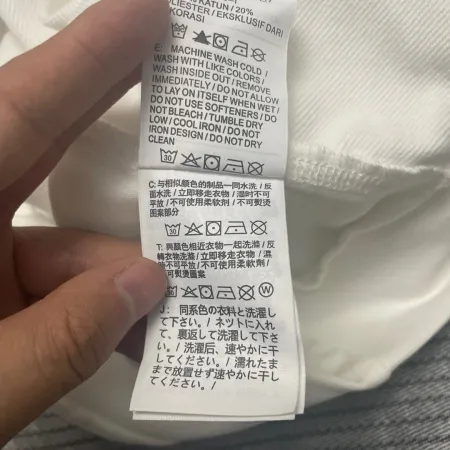 KATUN / 20%
POLIESTER / EKSKLUSIF DARI
DEKORASI
E: MACHINE WASH COLD /
WASH WITH LIKE COLORS /
WASH INSIDE OUT / REMOVE
IMMEDIATELY / DO NOT ALLOW
TO LAY ON ITSELF WHEN WET /
DO NOT USE SOFTENERS / DO
NOT BLEACH / TUMBLE DRY
LOW / COOL IRON / DO NOT
IRON DESIGN / DO NOT DRY
CLEAN
30
C: 与相似颜色的制品一同水洗 / 反
面水洗 / 立即移走衣物 / 湿时不可
平放 / 不可使用柔软剂 / 不可熨烫
图案部分
30
T: 與顏色相近衣物一起洗滌 / 反
轉衣物洗滌 / 立即移走衣物 / 濕
時不可平放 / 不可使用柔軟劑 /
不可熨燙圖案
W
J: 同系色の衣料と洗濯し
て下さい。/ ネットに入れ
て、裏返して洗濯して下さ
い。/ 洗濯後、速やかに干し
てください。/ 濡れたま
まで放置せず速やかに干し
てください。